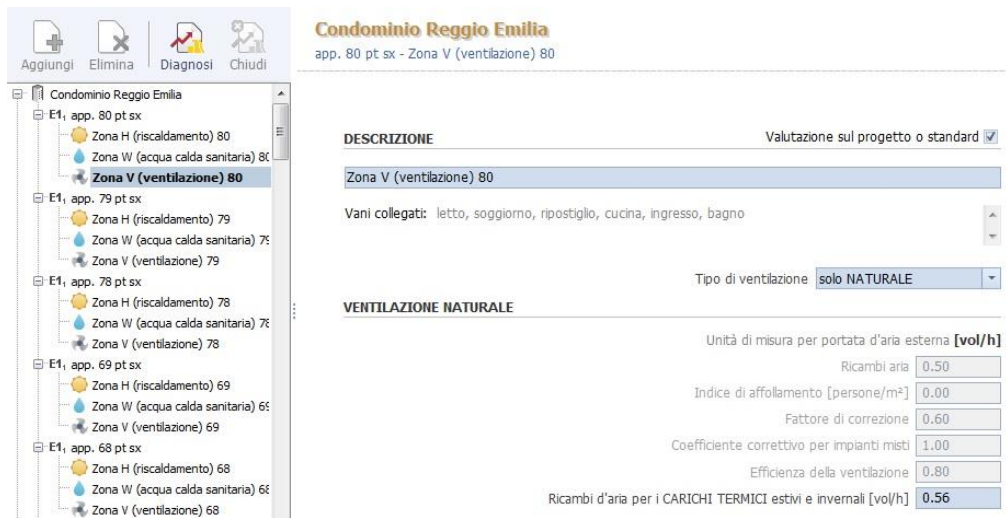 Aggiungi Elimina Diagnosi Chiudi
Condominio Reggio Emilia
E1₁ app. 80 pt sx
Zona H (riscaldamento) 80
Zona W (acqua calda sanitaria) 80
Zona V (ventilazione) 80
E1₁ app. 79 pt sx
Zona H (riscaldamento) 79
Zona W (acqua calda sanitaria) 79
Zona V (ventilazione) 79
E1₁ app. 78 pt sx
Zona H (riscaldamento) 78
Zona W (acqua calda sanitaria) 78
Zona V (ventilazione) 78
E1₁ app. 69 pt sx
Zona H (riscaldamento) 69
Zona W (acqua calda sanitaria) 69
Zona V (ventilazione) 69
E1₁ app. 68 pt sx
Zona H (riscaldamento) 68
Zona W (acqua calda sanitaria) 68
Zona V (ventilazione) 68
Condominio Reggio Emilia
app. 80 pt sx - Zona V (ventilazione) 80
DESCRIZIONE Valutazione sul progetto o standard
Zona V (ventilazione) 80
Vani collegati: letto, soggiorno, ripostiglio, cucina, ingresso, bagno
Tipo di ventilazione solo NATURALE
VENTILAZIONE NATURALE
Unità di misura per portata d'aria esterna [vol/h]
Ricambi aria 0.50
Indice di affollamento [persone/m²] 0.00
Fattore di correzione 0.60
Coefficiente correttivo per impianti misti 1.00
Efficienza della ventilazione 0.80
Ricambi d'aria per i CARICHI TERMICI estivi e invernali [vol/h] 0.56